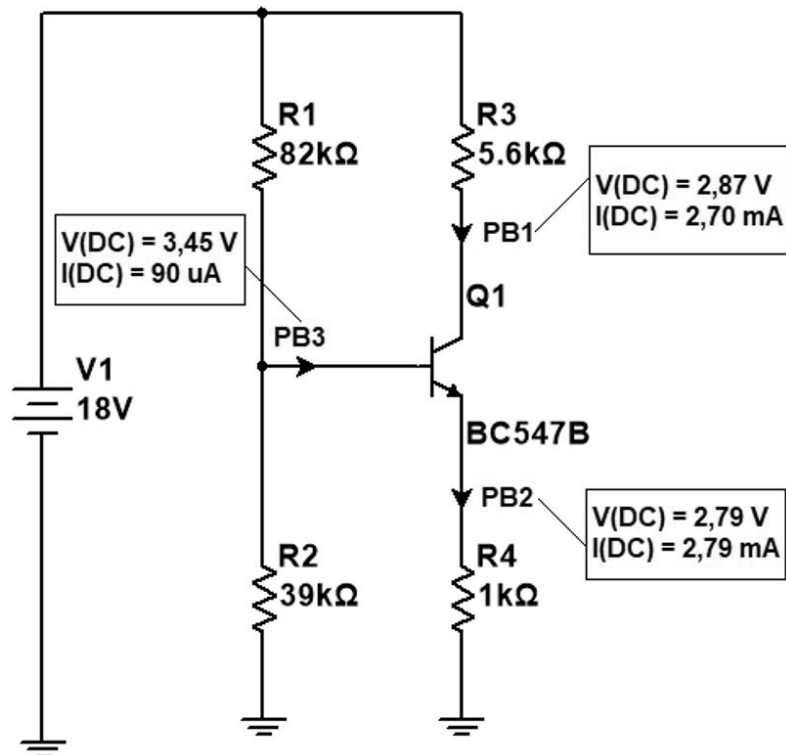 R1
82kΩ
R3
5.6kΩ
V(DC) = 2,87 V
I(DC) = 2,70 mA
PB1
V(DC) = 3,45 V
I(DC) = 90 uA
PB3
Q1
V1
18V
BC547B
PB2
V(DC) = 2,79 V
I(DC) = 2,79 mA
R2
39kΩ
R4
1kΩ